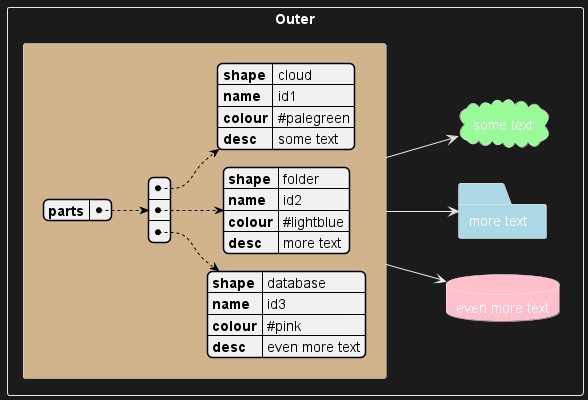 Outer
parts
shape cloud
name id1
colour #palegreen
desc some text
shape folder
name id2
colour #lightblue
desc more text
shape database
name id3
colour #pink
desc even more text
some text
more text
even more text